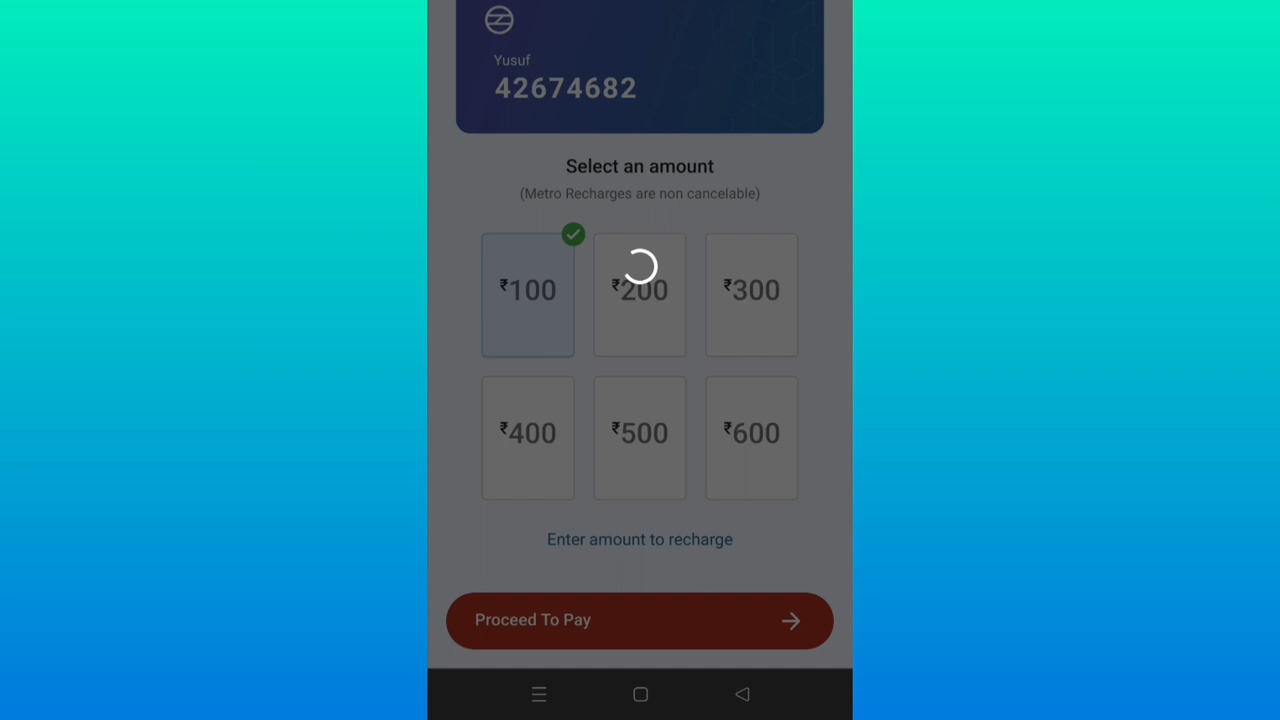 Yusuf
42674682
Select an amount
(Metro Recharges are non cancelable)
₹100 ₹200 ₹300
₹400 ₹500 ₹600
Enter amount to recharge
Proceed To Pay